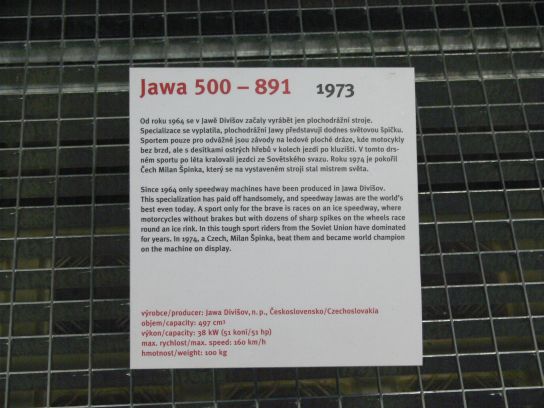 Jawa 500 – 891 1973
Od roku 1964 se v Jawě Divišov začaly vyrábět jen plochodrážní stroje.
Specializace se vyplatila, plochodrážní Jawy představují dodnes světovou špičku.
Sportem pouze pro odvážné jsou závody na ledové ploché dráze, kde motocykly
bez brzd, ale s desítkami ostrých hřebů v kolech jezdí po kluzišti. V tomto drs-
ném sportu po léta kralovali jezdci ze Sovětského svazu. Roku 1974 je pokořil
Čech Milan Špinka, který se na vystaveném stroji stal mistrem světa.
Since 1964 only speedway machines have been produced in Jawa Divišov.
This specialization has paid off handsomely, and speedway Jawas are the world's
best even today. A sport only for the brave is races on an ice speedway, where
motorcycles without brakes but with dozens of sharp spikes on the wheels race
round an ice rink. In this tough sport riders from the Soviet Union have dominated
for years. In 1974, a Czech, Milan Špinka, beat them and became world champion
on the machine on display.
výrobce/producer: Jawa Divišov, n. p., Československo/Czechoslovakia
objem/capacity: 497 cm³
výkon/capacity: 38 kW (51 koní/51 hp)
max. rychlost/max. speed: 160 km/h
hmotnost/weight: 100 kg